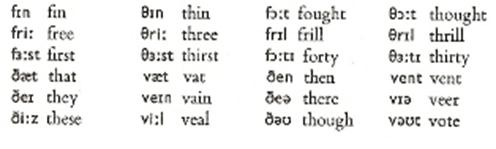 fɪn fin θɪn thin fɔːt fought θɔːt thought
friː free θriː three frɪl frill θrɪl thrill
fɜːst first θɜːst thirst fɔːtɪ forty θɜːtɪ thirty
ðæt that væt vat ðen then vent vent
ðeɪ they veɪn vain ðeə there vɪə veer
ðiːz these viːl veal ðəʊ though vəʊt vote